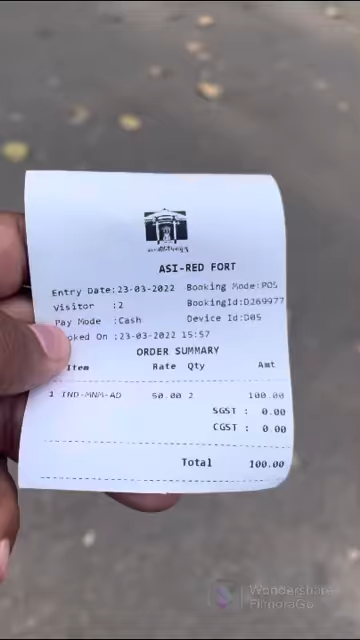 ASI-RED FORT
Entry Date:23-03-2022 Booking Mode:POS
Visitor :2 BookingId:D269977
Pay Mode :Cash Device Id:D05
oked On :23-03-2022 15:57
ORDER SUMMARY
Item Rate Qty Amt
1 IND-MNM-AD 50.00 2 100.00
SGST : 0.00
CGST : 0.00
Total 100.00
Wondershare
FilmoraGo